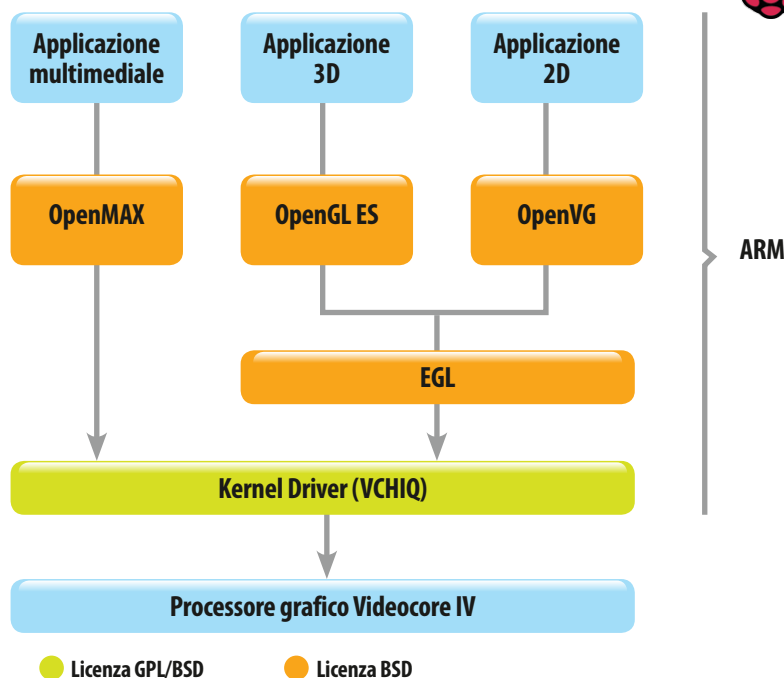 Applicazione
multimediale
Applicazione
3D
Applicazione
2D
OpenMAX
OpenGL ES
OpenVG
ARM
EGL
Kernel Driver (VCHIQ)
Processore grafico Videocore IV
Licenza GPL/BSD
Licenza BSD